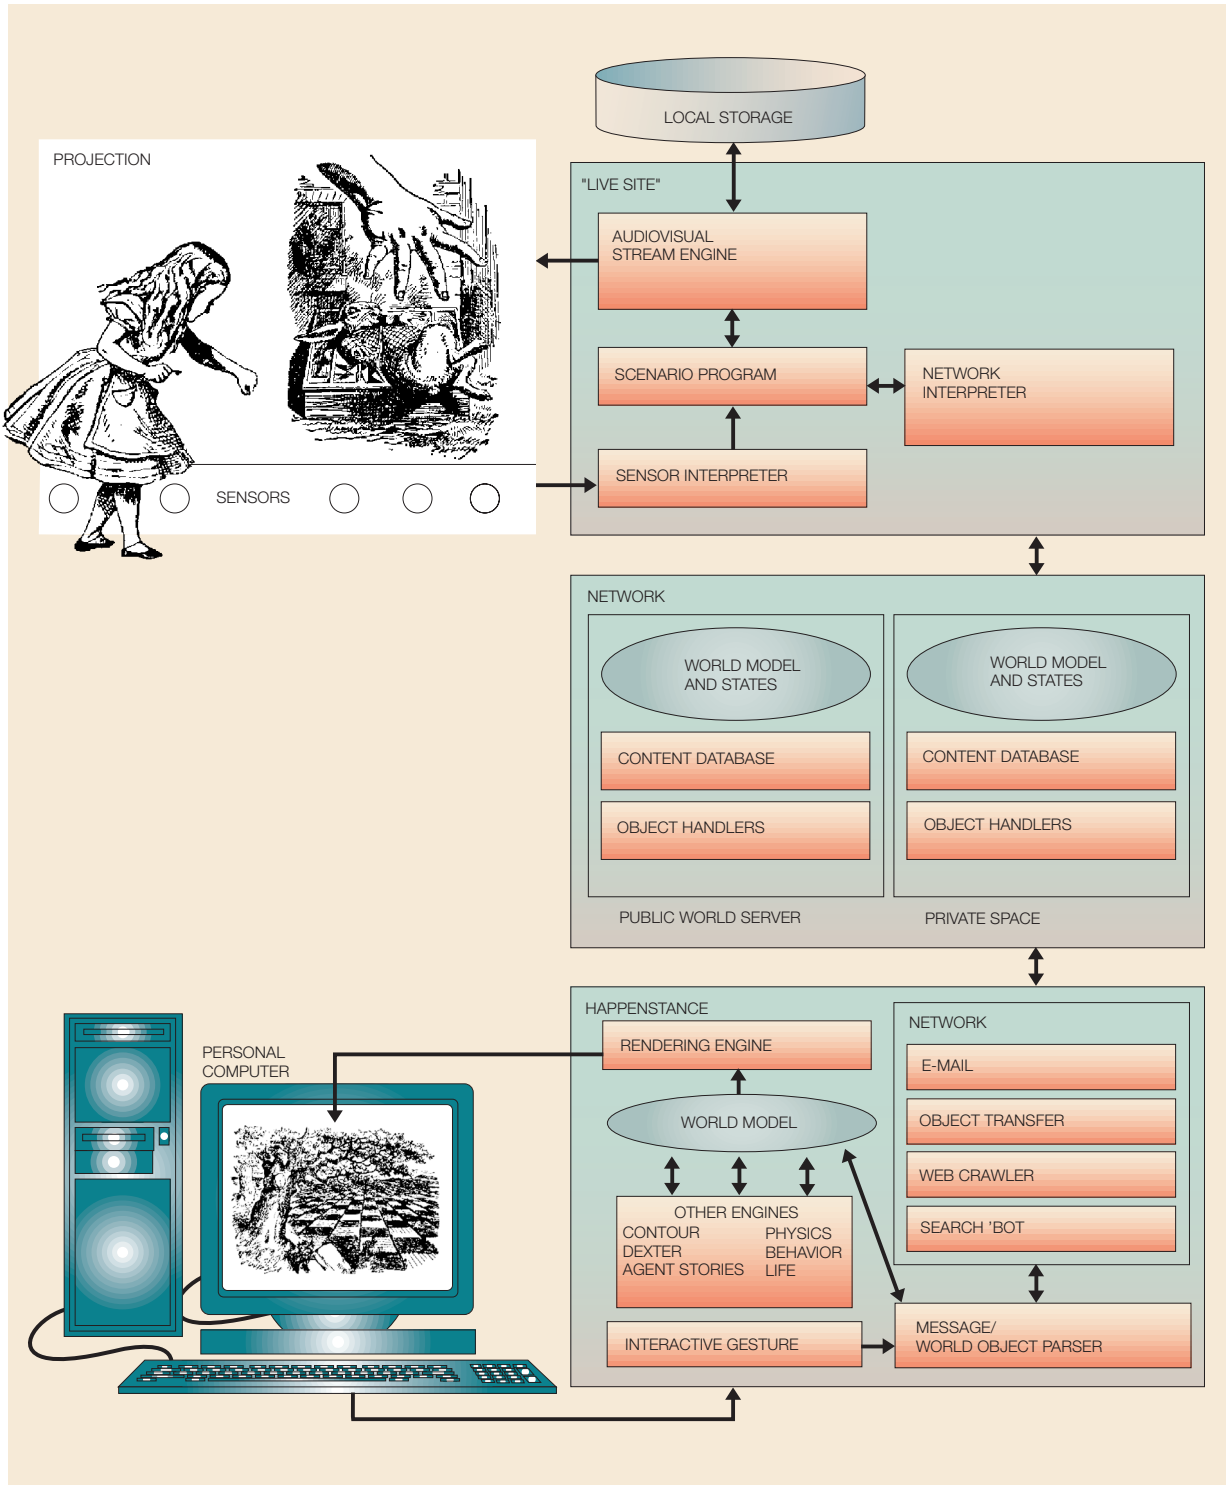 LOCAL STORAGE
PROJECTION
"LIVE SITE"
AUDIOVISUAL
STREAM ENGINE
SCENARIO PROGRAM
NETWORK
INTERPRETER
SENSOR INTERPRETER
SENSORS
NETWORK
WORLD MODEL
AND STATES
CONTENT DATABASE
OBJECT HANDLERS
PUBLIC WORLD SERVER
WORLD MODEL
AND STATES
CONTENT DATABASE
OBJECT HANDLERS
PRIVATE SPACE
HAPPENSTANCE
RENDERING ENGINE
WORLD MODEL
OTHER ENGINES
CONTOUR
DEXTER
AGENT STORIES
PHYSICS
BEHAVIOR
LIFE
INTERACTIVE GESTURE
NETWORK
E-MAIL
OBJECT TRANSFER
WEB CRAWLER
SEARCH 'BOT
MESSAGE/
WORLD OBJECT PARSER
PERSONAL
COMPUTER